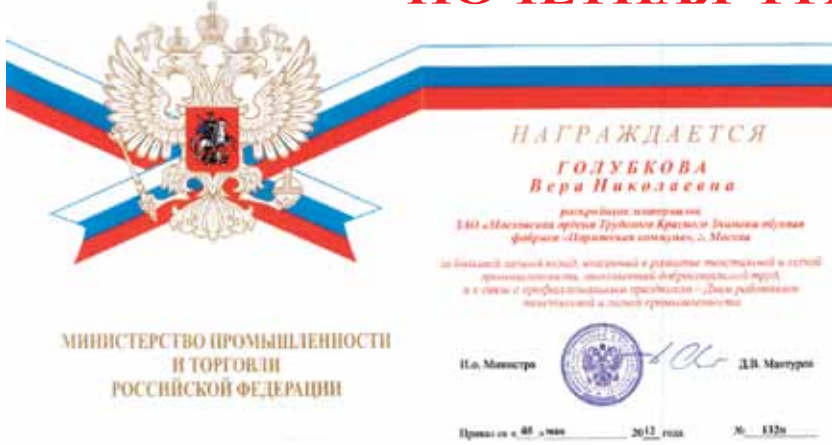 НАГРАЖДАЕТСЯ
ГОЛУБКОВА
Вера Николаевна
раскройщик материалов
ЗАО «Московская ордена Трудового Красного Знамени обувная
фабрика «Парижская коммуна», г. Москва
за большой личный вклад, внесенный в развитие текстильной и легкой
промышленности, многолетний добросовестный труд,
и в связи с профессиональным праздником – Днем работников
текстильной и легкой промышленности
МИНИСТЕРСТВО ПРОМЫШЛЕННОСТИ
И ТОРГОВЛИ
РОССИЙСКОЙ ФЕДЕРАЦИИ
И.о. Министра
Д.В. Мантуров
Приказ от « » мая 2012 года № 132п